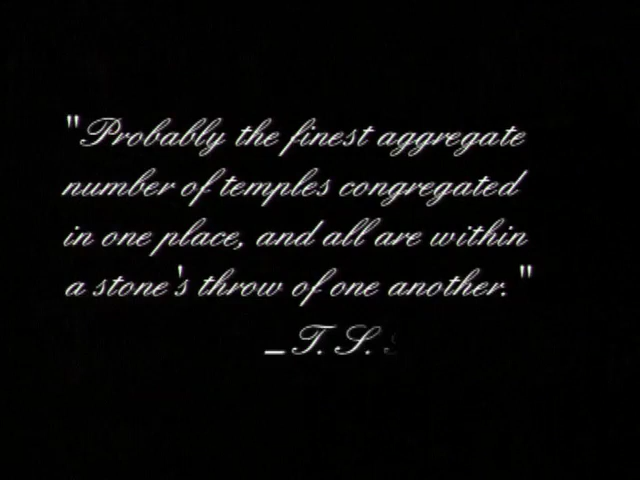 "Probably the finest aggregate
number of temples congregated
in one place, and all are within
a stone's throw of one another."
_T. S.